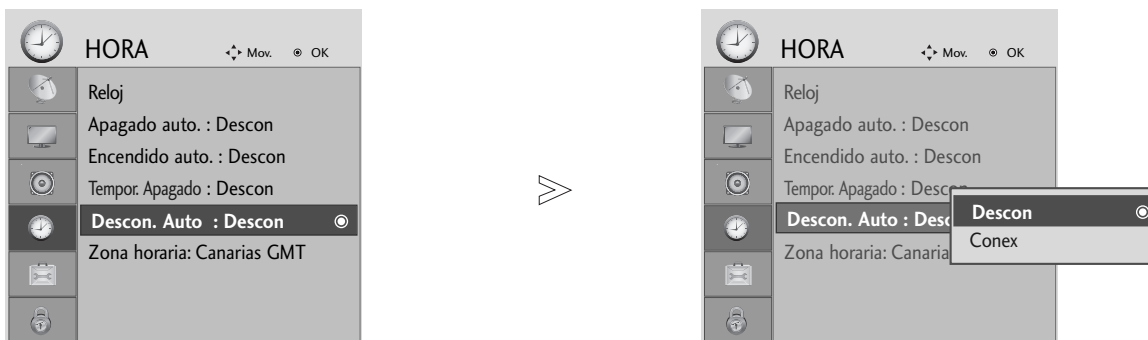 HORA Mov. OK
Reloj
Apagado auto. : Descon
Encendido auto. : Descon
Tempor. Apagado : Descon
Descon. Auto : Descon
Zona horaria: Canarias GMT
>>
HORA Mov. OK
Reloj
Apagado auto. : Descon
Encendido auto. : Descon
Tempor. Apagado : Descon
Descon. Auto : Desc
Zona horaria: Canaria
Descon
Conex